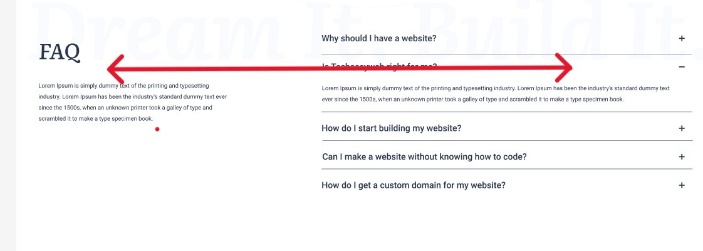 Dream It. Build It.
FAQ
Lorem Ipsum is simply dummy text of the printing and typesetting
industry. Lorem Ipsum has been the industry's standard dummy text ever
since the 1500s, when an unknown printer took a galley of type and
scrambled it to make a type specimen book.
Why should I have a website?
+
right for me?
−
Lorem Ipsum is simply dummy text of the printing and typesetting industry. Lorem Ipsum has been the industry's standard dummy text
ever since the 1500s, when an unknown printer took a galley of type and scrambled it to make a type specimen book.
How do I start building my website?
+
Can I make a website without knowing how to code?
+
How do I get a custom domain for my website?
+